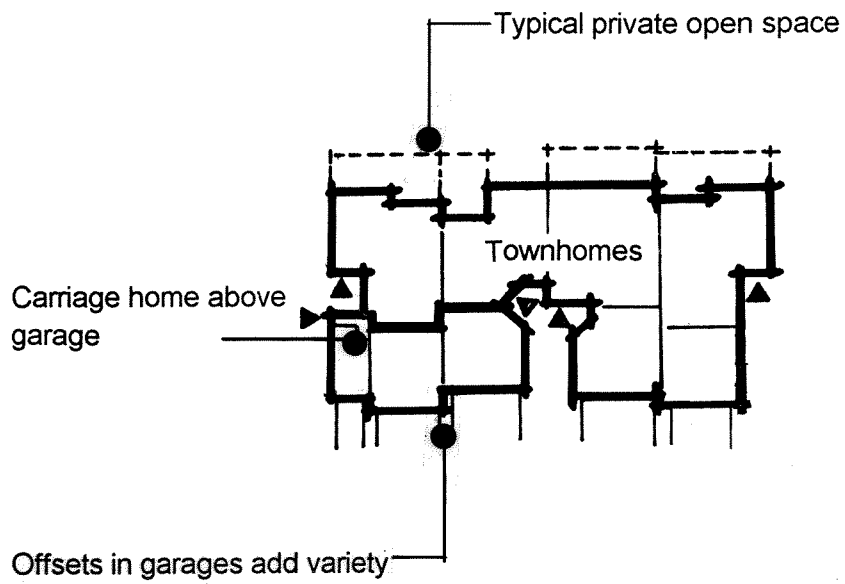 Typical private open space
Townhomes
Carriage home above
garage
Offsets in garages add variety